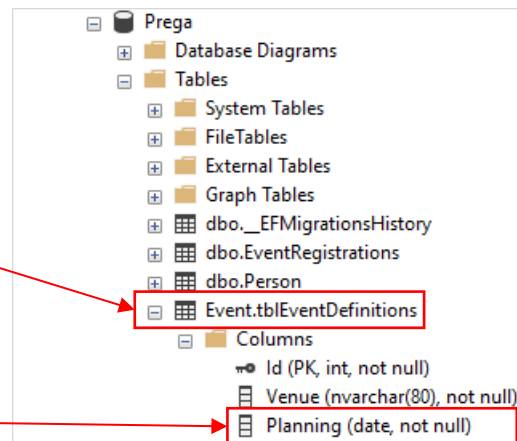 Prega
Database Diagrams
Tables
System Tables
FileTables
External Tables
Graph Tables
dbo.__EFMigrationsHistory
dbo.EventRegistrations
dbo.Person
Event.tblEventDefinitions
Columns
Id (PK, int, not null)
Venue (nvarchar(80), not null)
Planning (date, not null)